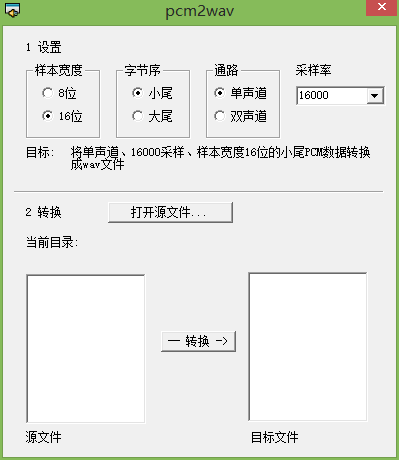 pcm2wav
1 设置
样本宽度
8位
16位
字节序
小尾
大尾
通路
单声道
双声道
采样率
16000
目标: 将单声道、16000采样、样本宽度16位的小尾PCM数据转换
成wav文件
2 转换
打开源文件...
当前目录:
— 转换 ->
源文件
目标文件